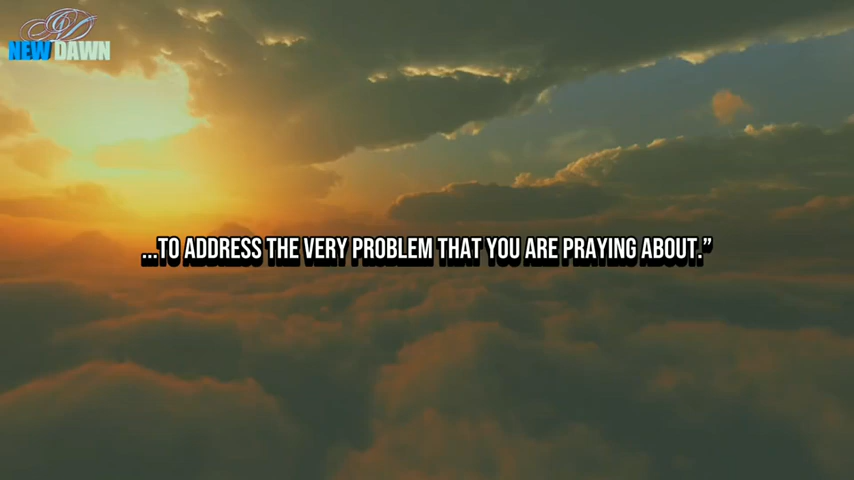 NEW DAWN
...TO ADDRESS THE VERY PROBLEM THAT YOU ARE PRAYING ABOUT.”